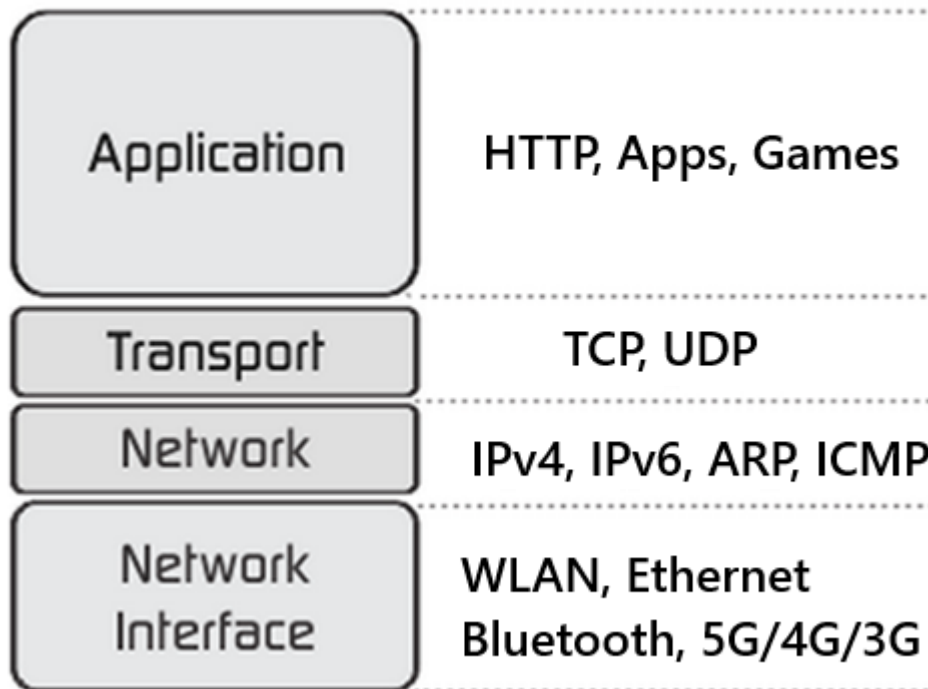 Application
HTTP, Apps, Games
Transport
TCP, UDP
Network
IPv4, IPv6, ARP, ICMP
Network
Interface
WLAN, Ethernet
Bluetooth, 5G/4G/3G